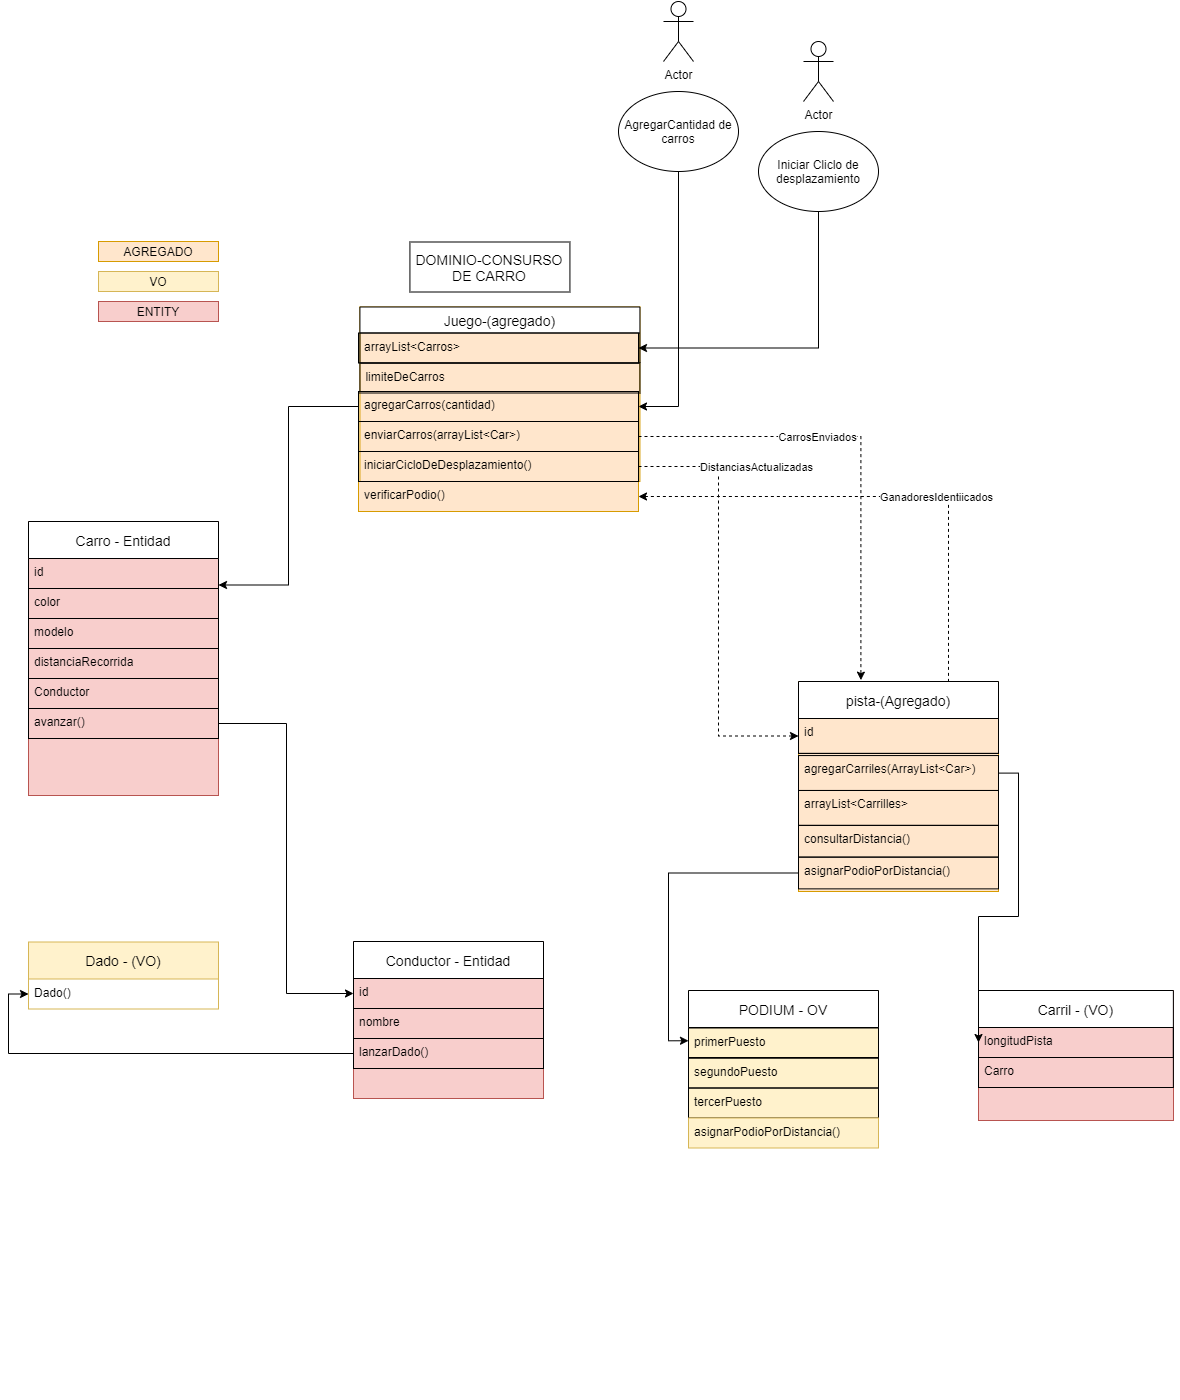 Actor
Actor
AgregarCantidad de
carros
Iniciar Cliclo de
desplazamiento
AGREGADO
VO
ENTITY
DOMINIO-CONSURSO
DE CARRO
Juego-(agregado)
arrayList<Carros>
limiteDeCarros
agregarCarros(cantidad)
enviarCarros(arrayList<Car>)
iniciarCicloDeDesplazamiento()
verificarPodio()
CarrosEnviados
DistanciasActualizadas
GanadoresIdentiicados
Carro - Entidad
id
color
modelo
distanciaRecorrida
Conductor
avanzar()
pista-(Agregado)
id
agregarCarriles(ArrayList<Car>)
arrayList<Carrilles>
consultarDistancia()
asignarPodioPorDistancia()
Dado - (VO)
Dado()
Conductor - Entidad
id
nombre
lanzarDado()
PODIUM - OV
primerPuesto
segundoPuesto
tercerPuesto
asignarPodioPorDistancia()
Carril - (VO)
longitudPista
Carro